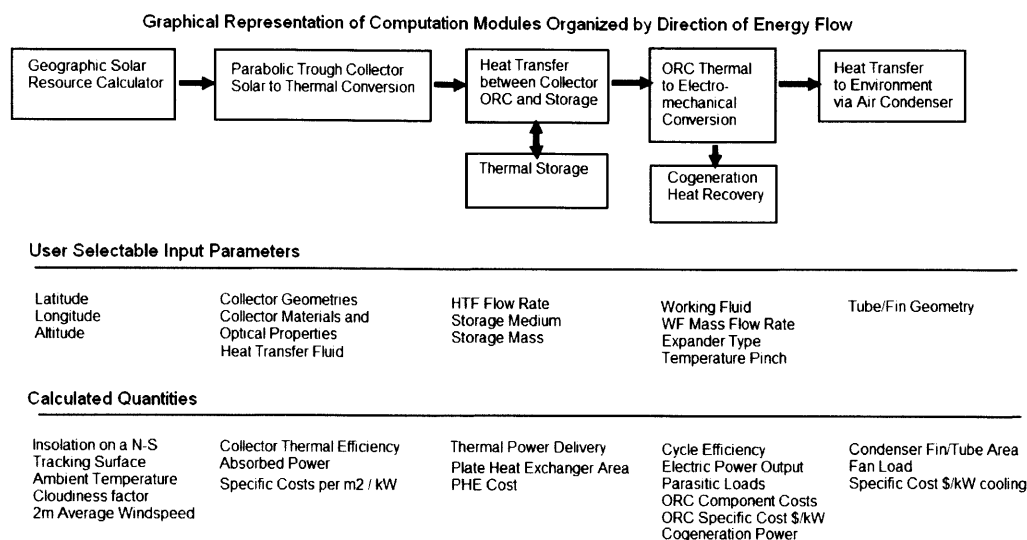 Graphical Representation of Computation Modules Organized by Direction of Energy Flow
Geographic Solar
Resource Calculator
Parabolic Trough Collector
Solar to Thermal Conversion
Heat Transfer
between Collector
ORC and Storage
ORC Thermal
to Electro-
mechanical
Conversion
Heat Transfer
to Environment
via Air Condenser
Thermal Storage
Cogeneration
Heat Recovery
User Selectable Input Parameters
Latitude
Longitude
Altitude
Collector Geometries
Collector Materials and
Optical Properties
Heat Transfer Fluid
HTF Flow Rate
Storage Medium
Storage Mass
Working Fluid
WF Mass Flow Rate
Expander Type
Temperature Pinch
Tube/Fin Geometry
Calculated Quantities
Insolation on a N-S
Tracking Surface
Ambient Temperature
Cloudiness factor
2m Average Windspeed
Collector Thermal Efficiency
Absorbed Power
Specific Costs per m2 / kW
Thermal Power Delivery
Plate Heat Exchanger Area
PHE Cost
Cycle Efficiency
Electric Power Output
Parasitic Loads
ORC Component Costs
ORC Specific Cost $/kW
Cogeneration Power
Condenser Fin/Tube Area
Fan Load
Specific Cost $/kW cooling